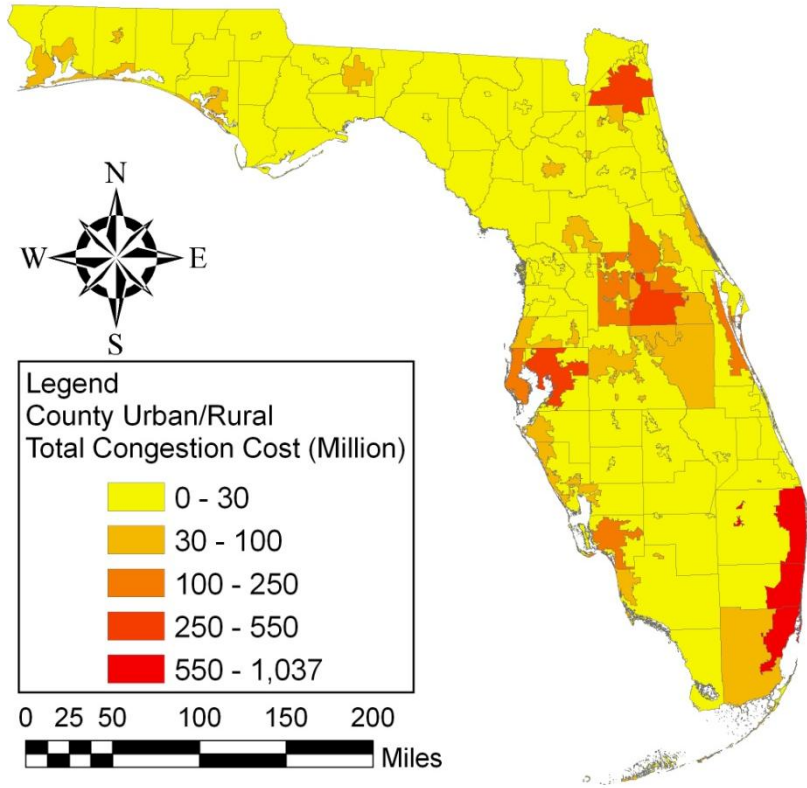 N
W E
S
Legend
County Urban/Rural
Total Congestion Cost (Million)
0 - 30
30 - 100
100 - 250
250 - 550
550 - 1,037
0 25 50 100 150 200
Miles